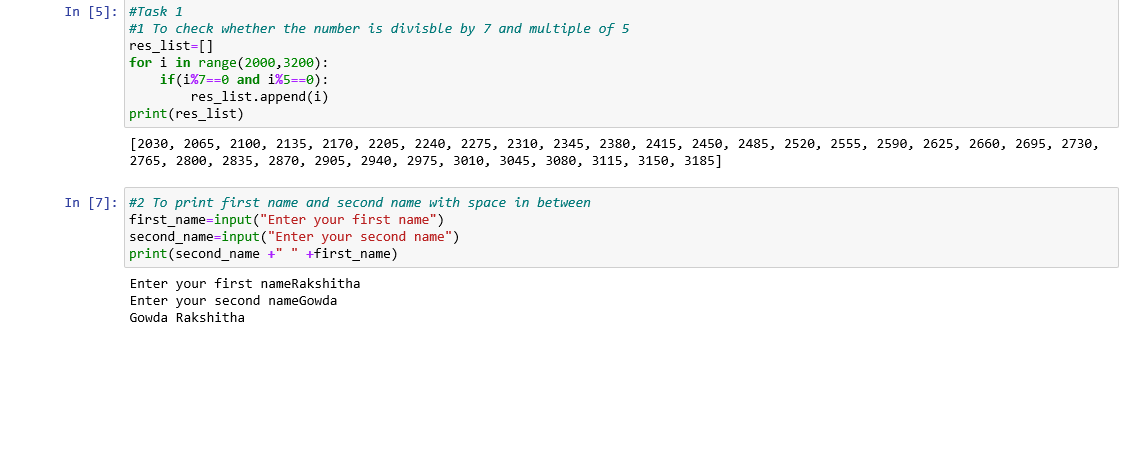 In [5]: #Task 1
#1 To check whether the number is divisble by 7 and multiple of 5
res_list=[]
for i in range(2000,3200):
    if(i%7==0 and i%5==0):
        res_list.append(i)
print(res_list)
[2030, 2065, 2100, 2135, 2170, 2205, 2240, 2275, 2310, 2345, 2380, 2415, 2450, 2485, 2520, 2555, 2590, 2625, 2660, 2695, 2730,
2765, 2800, 2835, 2870, 2905, 2940, 2975, 3010, 3045, 3080, 3115, 3150, 3185]
In [7]: #2 To print first name and second name with space in between
first_name=input("Enter your first name")
second_name=input("Enter your second name")
print(second_name +" " +first_name)
Enter your first nameRakshitha
Enter your second nameGowda
Gowda Rakshitha